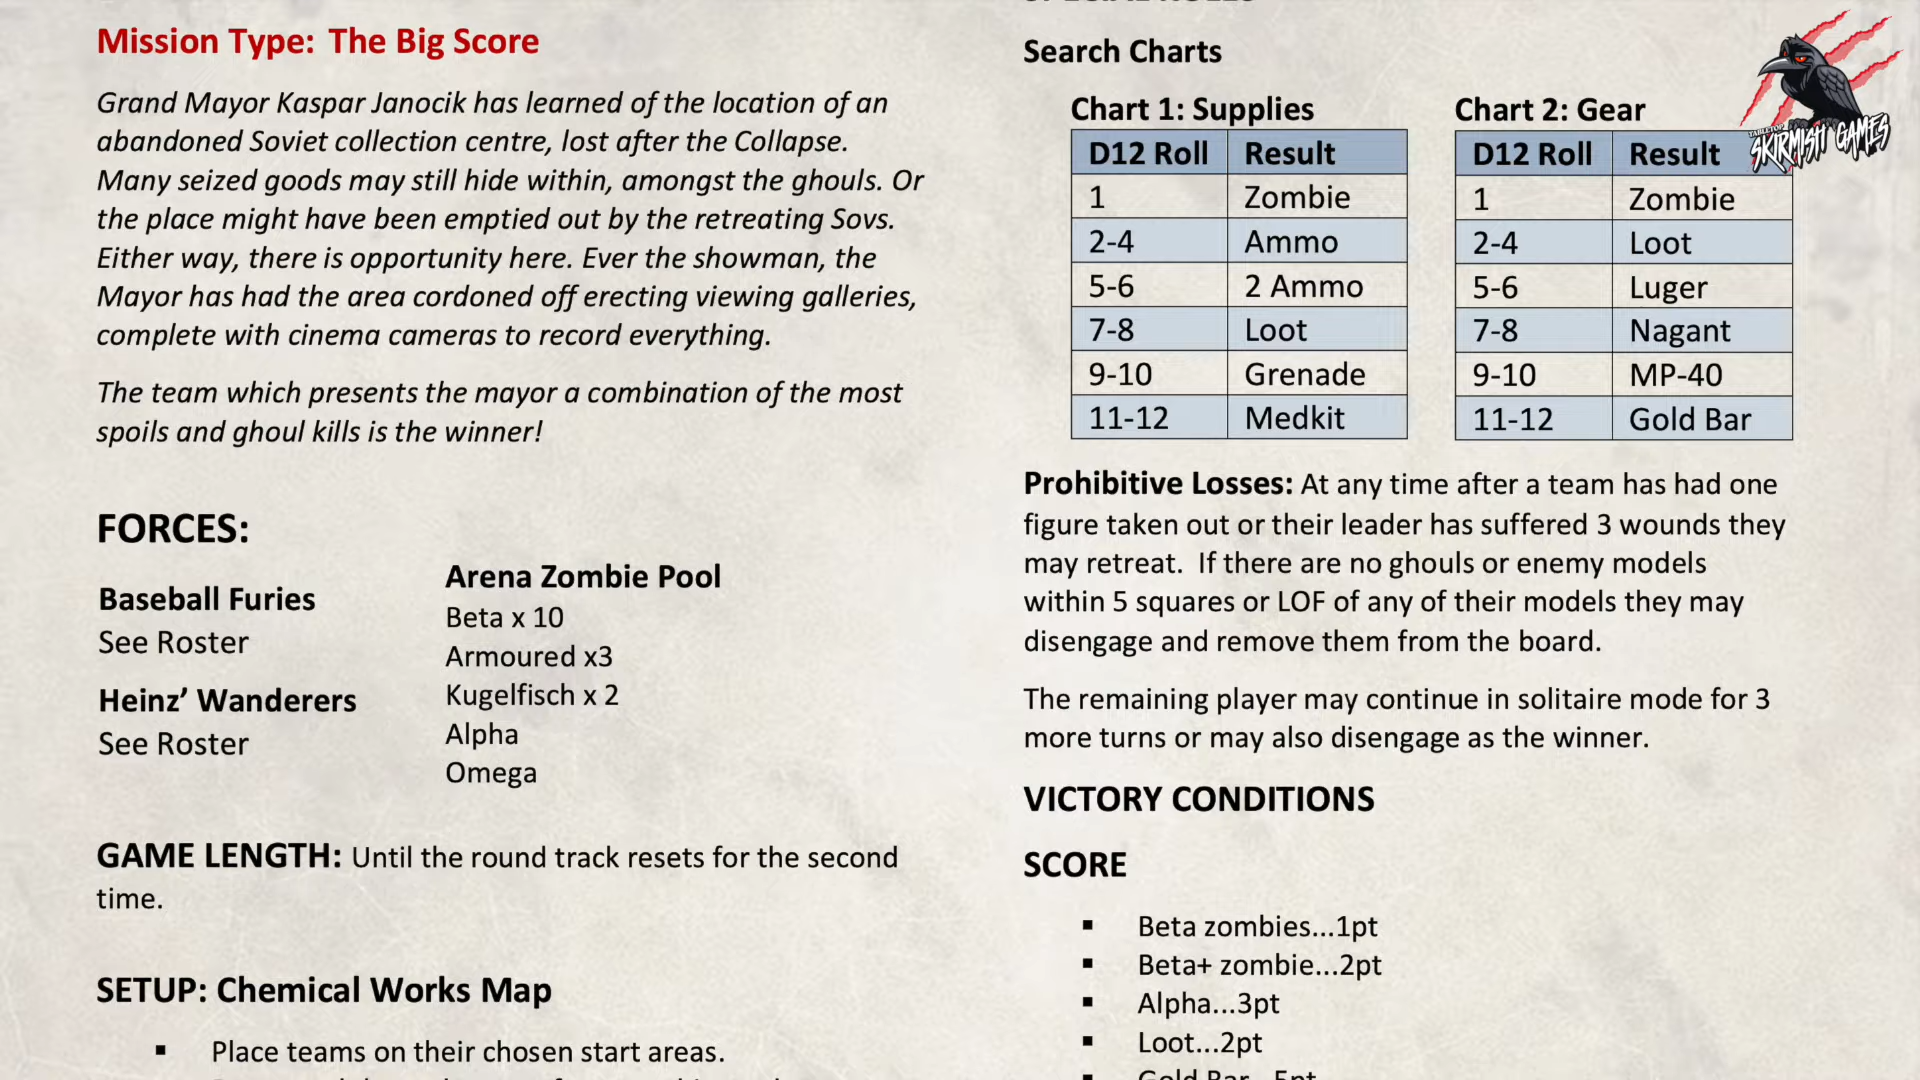 Mission Type: The Big Score
Grand Mayor Kaspar Janocik has learned of the location of an
abandoned Soviet collection centre, lost after the Collapse.
Many seized goods may still hide within, amongst the ghouls. Or
the place might have been emptied out by the retreating Sovs.
Either way, there is opportunity here. Ever the showman, the
Mayor has had the area cordoned off erecting viewing galleries,
complete with cinema cameras to record everything.
The team which presents the mayor a combination of the most
spoils and ghoul kills is the winner!
FORCES:
Baseball Furies
See Roster
Heinz’ Wanderers
See Roster
Arena Zombie Pool
Beta x 10
Armoured x3
Kugelfisch x 2
Alpha
Omega
GAME LENGTH: Until the round track resets for the second
time.
SETUP: Chemical Works Map
▪ Place teams on their chosen start areas.
Search Charts
Chart 1: Supplies
D12 Roll Result
1 Zombie
2-4 Ammo
5-6 2 Ammo
7-8 Loot
9-10 Grenade
11-12 Medkit
Chart 2: Gear
D12 Roll Result
1 Zombie
2-4 Loot
5-6 Luger
7-8 Nagant
9-10 MP-40
11-12 Gold Bar
Prohibitive Losses: At any time after a team has had one
figure taken out or their leader has suffered 3 wounds they
may retreat. If there are no ghouls or enemy models
within 5 squares or LOF of any of their models they may
disengage and remove them from the board.
The remaining player may continue in solitaire mode for 3
more turns or may also disengage as the winner.
VICTORY CONDITIONS
SCORE
▪ Beta zombies...1pt
▪ Beta+ zombie...2pt
▪ Alpha...3pt
▪ Loot...2pt
▪ Gold Bar...5pt
TABLETOP
SKIRMISH GAMES